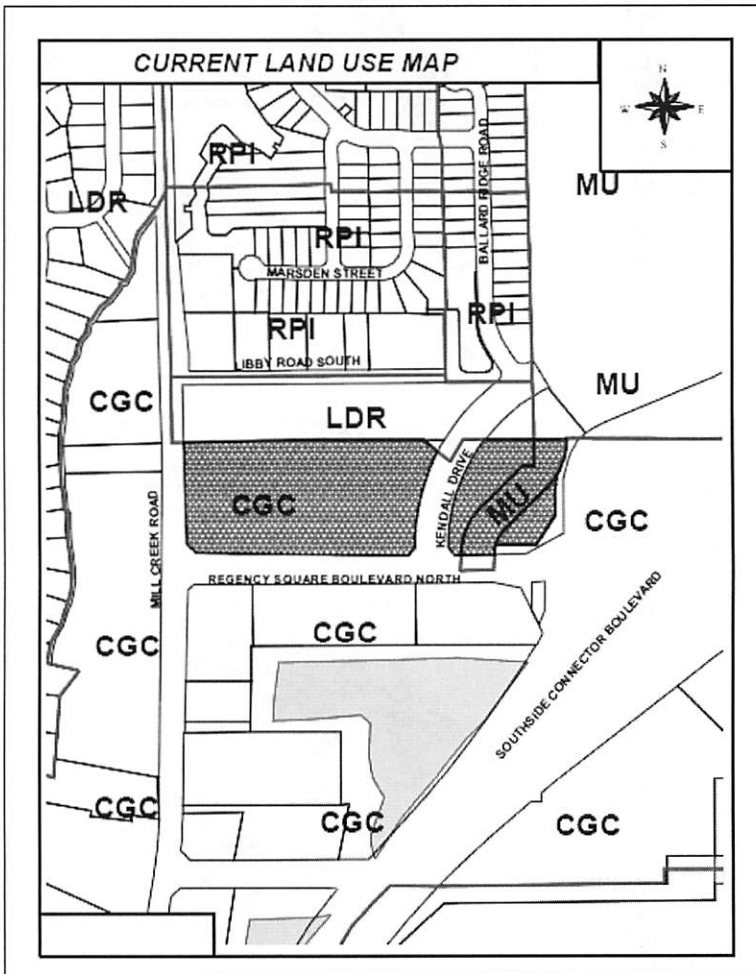 CURRENT LAND USE MAP
N
W
E
S
RPI
LDR
MU
BALLARD RIDGE ROAD
RPI
MARSDEN STREET
RPI
RPI
LIBBY ROAD SOUTH
MU
CGC
LDR
KENDALL DRIVE
CGC
MU
CGC
MILL CREEK ROAD
REGENCY SQUARE BOULEVARD NORTH
CGC
CGC
SOUTHSIDE CONNECTOR BOULEVARD
CGC
CGC
CGC